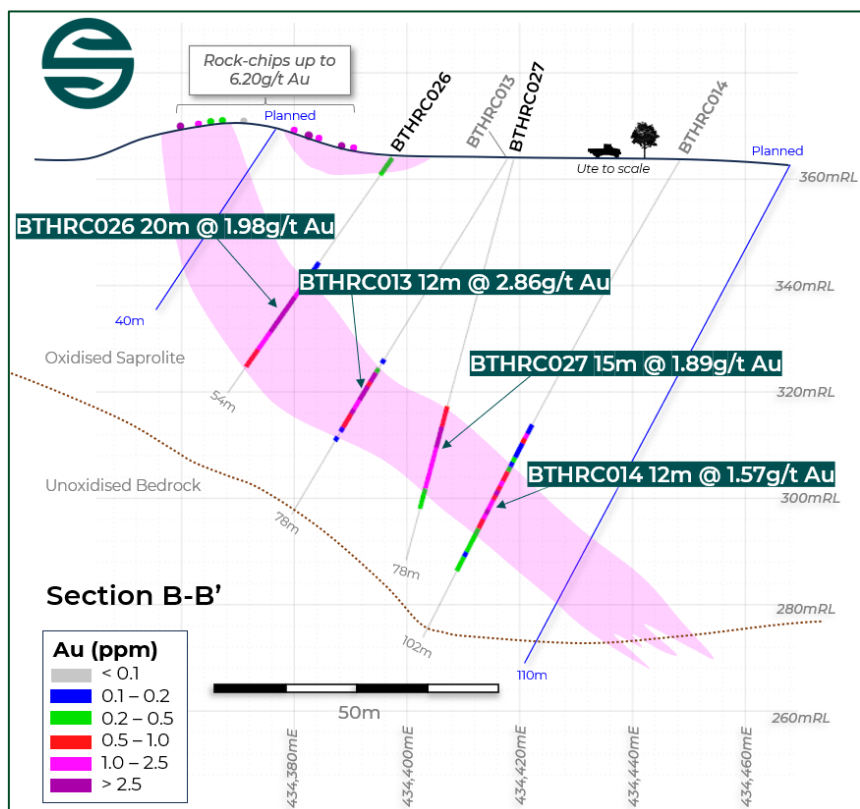 Rock-chips up to
6.20g/t Au
Planned
BTHRC026
BTHRC013
BTHRC027
BTHRC014
Planned
Ute to scale
360mRL
BTHRC026 20m @ 1.98g/t Au
BTHRC013 12m @ 2.86g/t Au
340mRL
40m
Oxidised Saprolite
BTHRC027 15m @ 1.89g/t Au
320mRL
54m
BTHRC014 12m @ 1.57g/t Au
Unoxidised Bedrock
300mRL
78m
78m
Section B-B’
280mRL
102m
110m
Au (ppm)
< 0.1
0.1 – 0.2
0.2 – 0.5
0.5 – 1.0
1.0 – 2.5
> 2.5
50m
260mRL
434,380mE
434,400mE
434,420mE
434,440mE
434,460mE